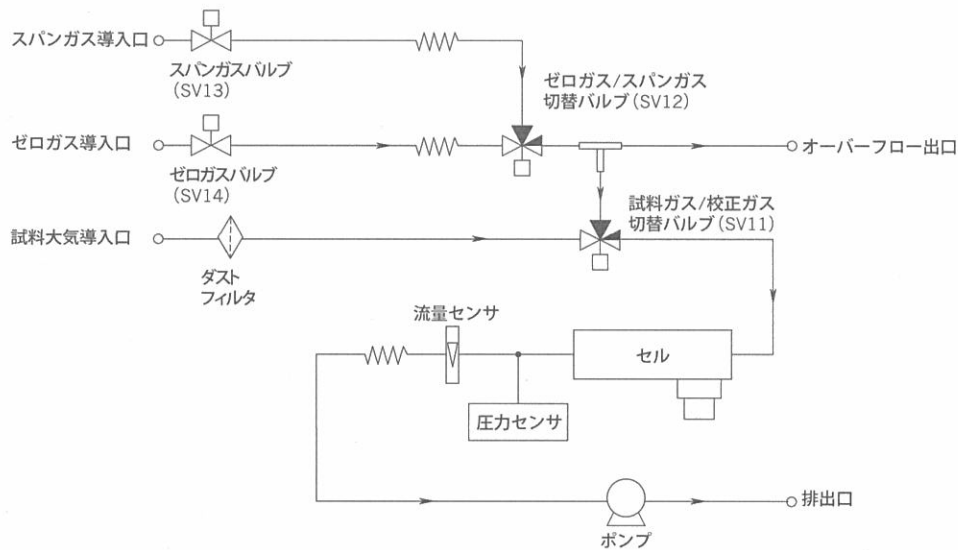 スパンガス導入口
スパンガスバルブ
(SV13)
ゼロガス/スパンガス
切替バルブ(SV12)
ゼロガス導入口
オーバーフロー出口
ゼロガスバルブ
(SV14)
試料ガス/校正ガス
切替バルブ(SV11)
試料大気導入口
ダスト
フィルタ
流量センサ
セル
圧力センサ
排出口
ポンプ